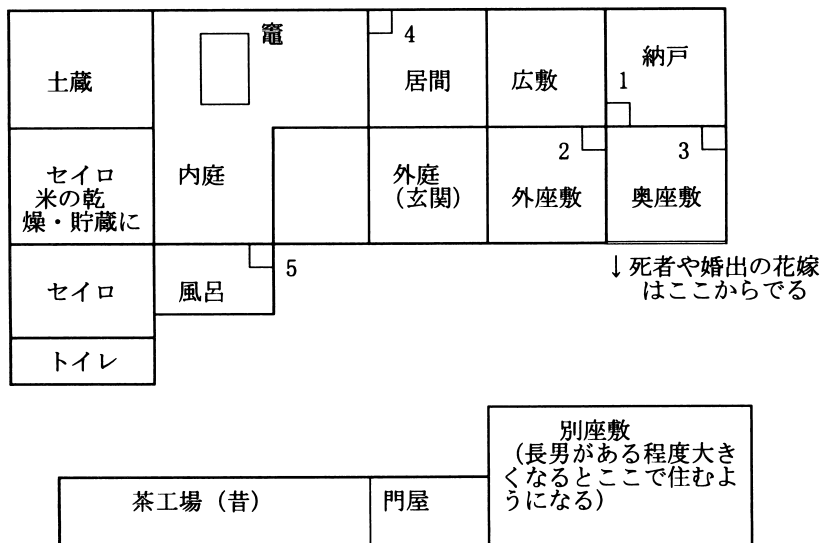 竈
4
納戸
土蔵
居間
広敷
1
セイロ
米の乾
燥・貯蔵に
内庭
外庭
(玄関)
2
外座敷
3
奥座敷
セイロ
風呂
5
↓死者や婚出の花嫁
はここからでる
トイレ
別座敷
(長男がある程度大き
くなるとここで住むよ
うになる)
茶工場(昔)
門屋